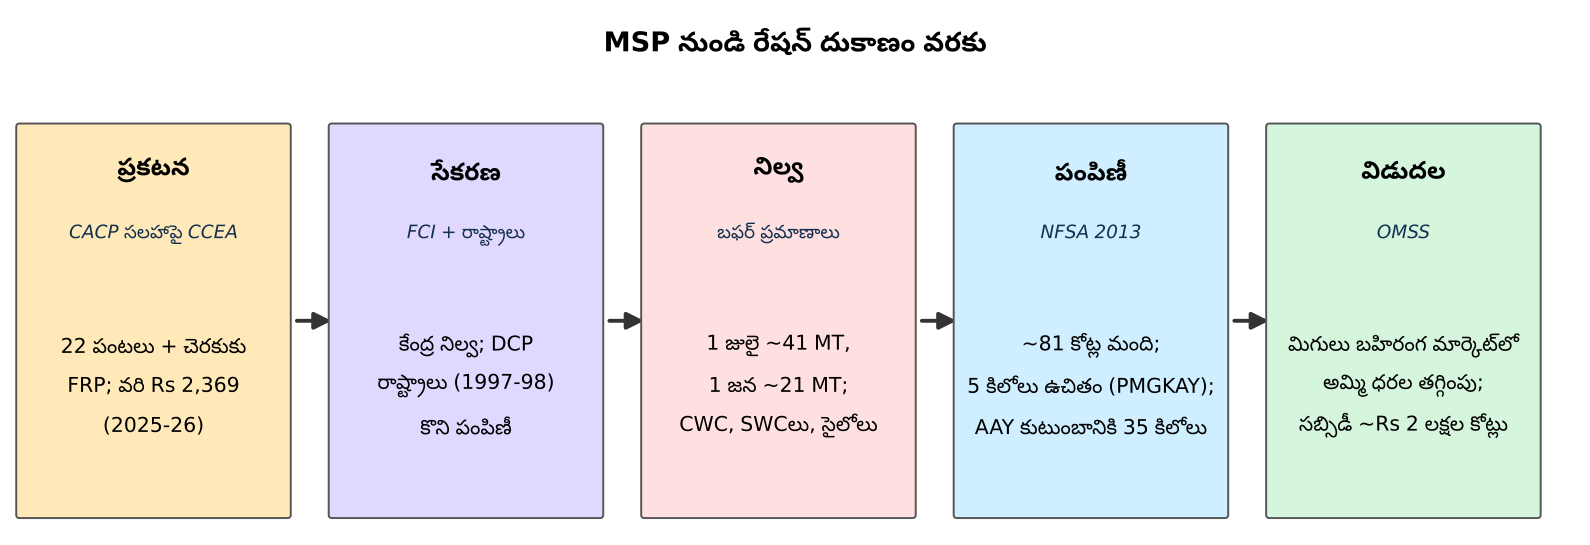 MSP నుండి రేషన్ దుకాణం వరకు
ప్రకటన
CACP సలహాపై CCEA
22 పంటలు + చెరకుకు
FRP; వరి Rs 2,369
(2025-26)
సేకరణ
FCI + రాష్ట్రాలు
కేంద్ర నిల్వ; DCP
రాష్ట్రాలు (1997-98)
కొని పంపిణీ
నిల్వ
బఫర్ ప్రమాణాలు
1 జులై ~41 MT,
1 జన ~21 MT;
CWC, SWCలు, సైలోలు
పంపిణీ
NFSA 2013
~81 కోట్ల మంది;
5 కిలోలు ఉచితం (PMGKAY);
AAY కుటుంబానికి 35 కిలోలు
విడుదల
OMSS
మిగులు బహిరంగ మార్కెట్‌లో
అమ్మి ధరల తగ్గింపు;
సబ్సిడీ ~Rs 2 లక్షల కోట్లు